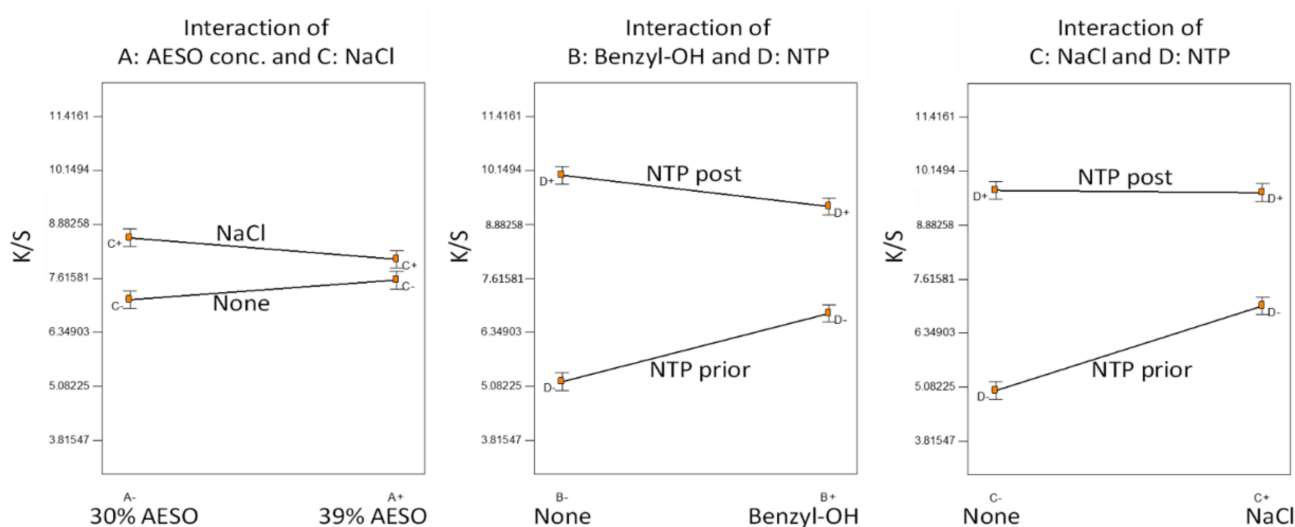 Interaction of
A: AESO conc. and C: NaCl
K/S
11.4161
10.1494
8.88258
7.61581
6.34903
5.08225
3.81547
C+
NaCl
C+
C-
C-
None
A-
A+
30% AESO
39% AESO
Interaction of
B: Benzyl-OH and D: NTP
K/S
11.4161
10.1494
8.88258
7.61581
6.34903
5.08225
3.81547
D+
NTP post
D+
D-
D-
NTP prior
B-
B+
None
Benzyl-OH
Interaction of
C: NaCl and D: NTP
K/S
11.4161
10.1494
8.88258
7.61581
6.34903
5.08225
3.81547
D+
NTP post
D+
D-
D-
NTP prior
C-
C+
None
NaCl